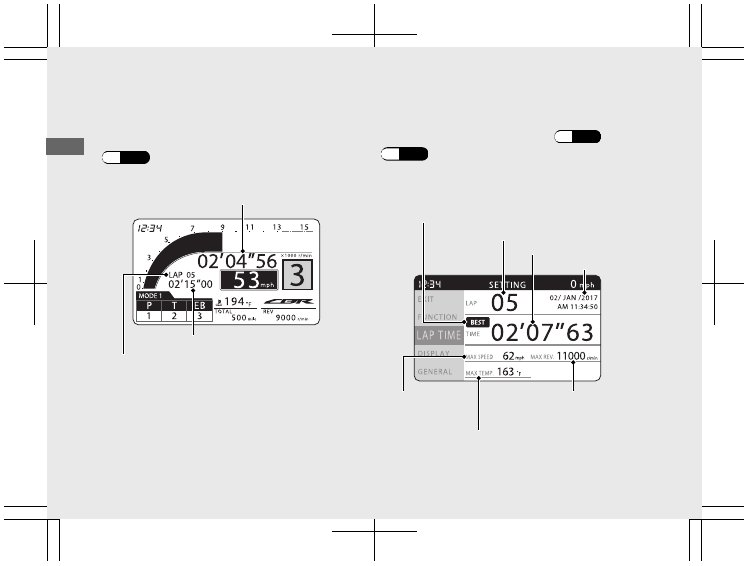 12:34 7 9 11 13 15
5
3
1
0
02'04"56 x1000 r/min
LAP 05
02'15"00
53 mph
3
MODE 1
P T EB
1 2 3
194 °F
CBR
TOTAL 500 mile
REV 9000 r/min
12:34 SETTING 0 mph
EXIT
FUNCTION
LAP TIME
DISPLAY
GENERAL
LAP 05
02/ JAN /2017
AM 11:34:50
BEST
TIME 02'07"63
MAX SPEED 62 mph MAX REV. 11000 r/min
MAX TEMP. 163 °F